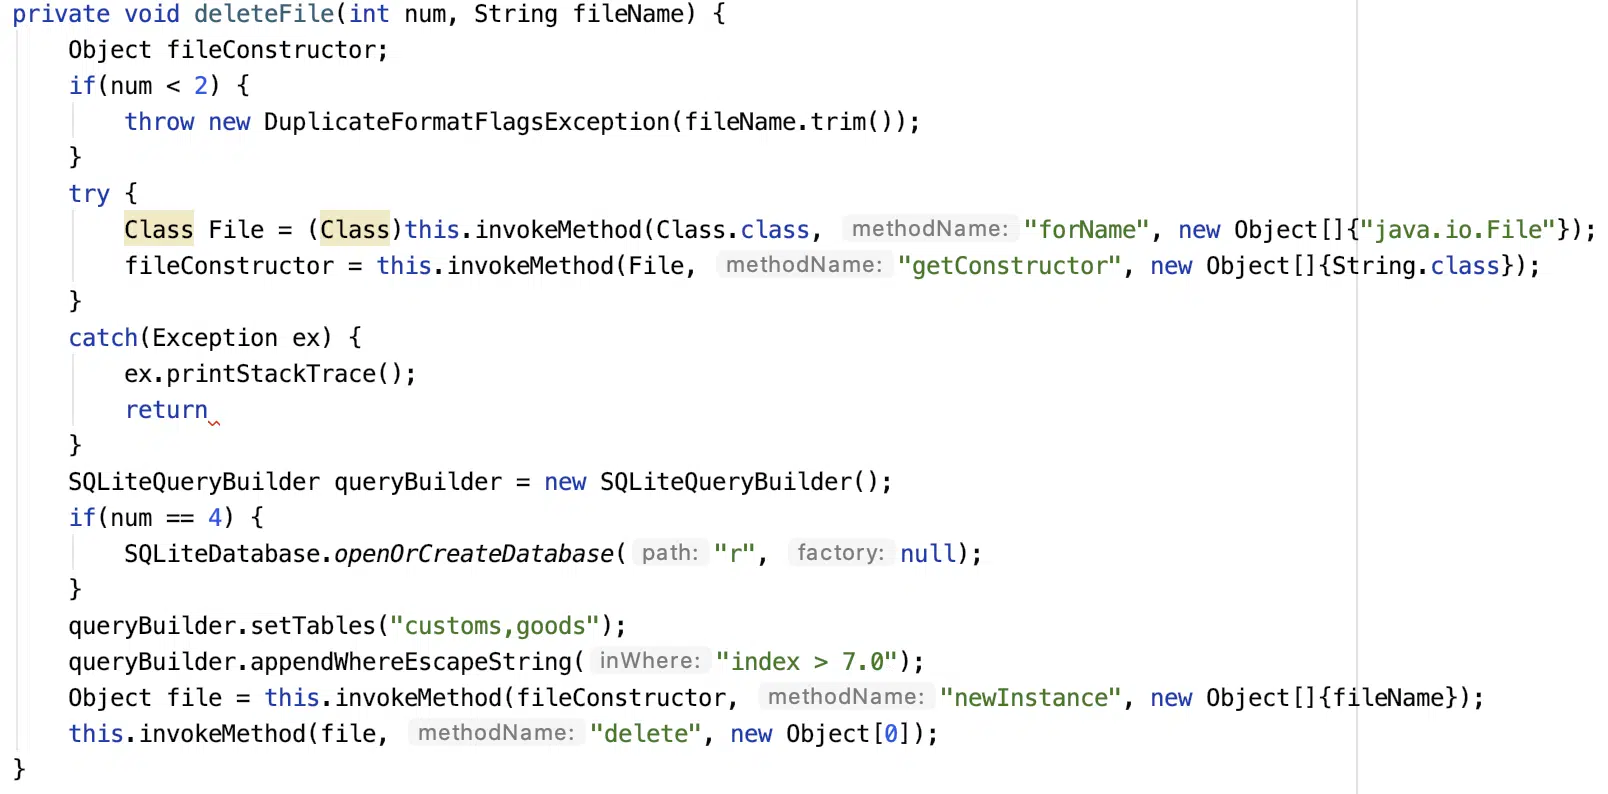 private void deleteFile(int num, String fileName) {
Object fileConstructor;
if(num < 2) {
throw new DuplicateFormatFlagsException(fileName.trim());
}
try {
Class File = (Class)this.invokeMethod(Class.class, methodName: "forName", new Object[]{"java.io.File"});
fileConstructor = this.invokeMethod(File, methodName: "getConstructor", new Object[]{String.class});
}
catch(Exception ex) {
ex.printStackTrace();
return
}
SQLiteQueryBuilder queryBuilder = new SQLiteQueryBuilder();
if(num == 4) {
SQLiteDatabase.openOrCreateDatabase( path: "r", factory: null);
}
queryBuilder.setTables("customs,goods");
queryBuilder.appendWhereEscapeString( inWhere: "index > 7.0");
Object file = this.invokeMethod(fileConstructor, methodName: "newInstance", new Object[]{fileName});
this.invokeMethod(file, methodName: "delete", new Object[0]);
}